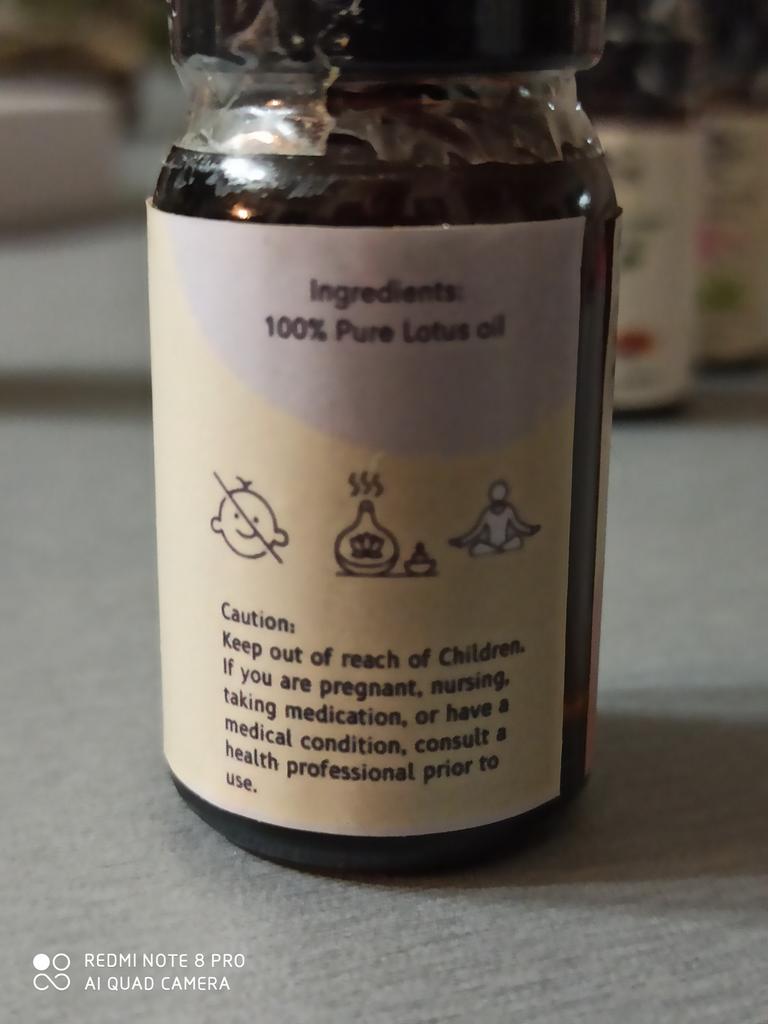 Ingredients:
100% Pure Lotus oil
Caution:
Keep out of reach of Children.
If you are pregnant, nursing,
taking medication, or have a
medical condition, consult a
health professional prior to
use.
REDMI NOTE 8 PRO
AI QUAD CAMERA